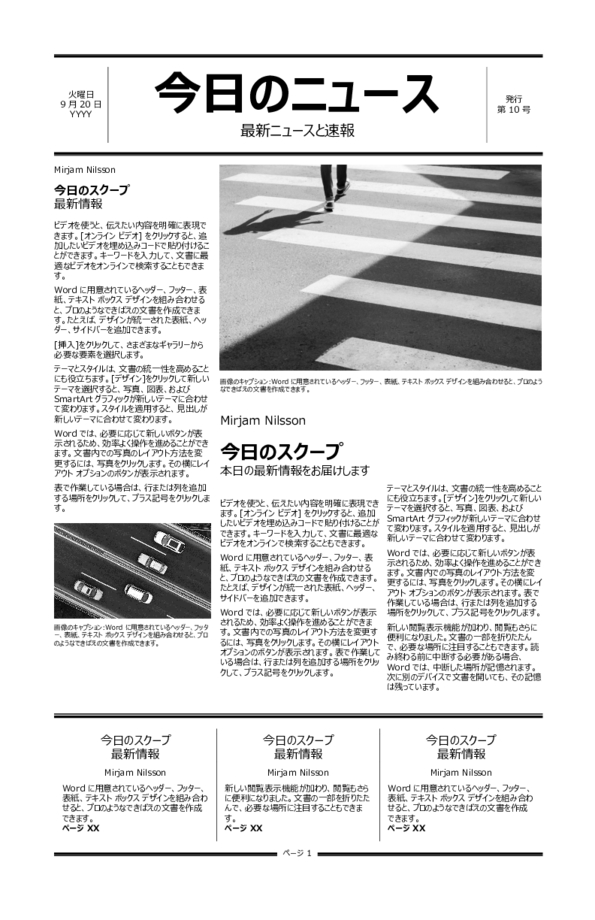 火曜日
9 月 20 日
YYYY
今日のニュース
最新ニュースと速報
発行
第 10 号
Mirjam Nilsson
今日のスクープ
最新情報
ビデオを使うと、伝えたい内容を明確に表現で
きます。[オンライン ビデオ] をクリックすると、追
加したいビデオを埋め込みコードで貼り付けるこ
とができます。キーワードを入力して、文書に最
適なビデオをオンラインで検索することもできま
す。
Word に用意されているヘッダー、フッター、表
紙、テキスト ボックス デザインを組み合わせる
と、プロのようなできばえの文書を作成できま
す。たとえば、デザインが統一された表紙、ヘッ
ダー、サイドバーを追加できます。
[挿入]をクリックして、さまざまなギャラリーから
必要な要素を選択します。
テーマとスタイルは、文書の統一性を高めること
にも役立ちます。[デザイン]をクリックして新しい
テーマを選択すると、写真、図表、および
SmartArt グラフィックが新しいテーマに合わせ
て変わります。スタイルを適用すると、見出しが
新しいテーマに合わせて変わります。
Word では、必要に応じて新しいボタンが表
示されるため、効率よく操作を進めることができ
ます。文書内での写真のレイアウト方法を変
更するには、写真をクリックします。その横にレイ
アウト オプションのボタンが表示されます。
表で作業している場合は、行または列を追加
する場所をクリックして、プラス記号をクリックしま
す。
画像のキャプション: Word に用意されているヘッダー、フッタ
ー、表紙、テキスト ボックス デザインを組み合わせると、プロ
のようなできばえの文書を作成できます。
画像のキャプション: Word に用意されているヘッダー、フッター、表紙、テキスト ボックス デザインを組み合わせると、プロのよう
なできばえの文書を作成できます。
Mirjam Nilsson
今日のスクープ
本日の最新情報をお届けします
ビデオを使うと、伝えたい内容を明確に表現でき
ます。[オンライン ビデオ] をクリックすると、追加
したいビデオを埋め込みコードで貼り付けることが
できます。キーワードを入力して、文書に最適な
ビデオをオンラインで検索することもできます。
Word に用意されているヘッダー、フッター、表
紙、テキスト ボックス デザインを組み合わせる
と、プロのようなできばえの文書を作成できます。
たとえば、デザインが統一された表紙、ヘッダー、
サイドバーを追加できます。
Word では、必要に応じて新しいボタンが表示
されるため、効率よく操作を進めることができま
す。文書内での写真のレイアウト方法を変更す
るには、写真をクリックします。その横にレイアウト
オプションのボタンが表示されます。表で作業して
いる場合は、行または列を追加する場所をクリッ
クして、プラス記号をクリックします。
テーマとスタイルは、文書の統一性を高めること
にも役立ちます。[デザイン]をクリックして新しい
テーマを選択すると、写真、図表、および
SmartArt グラフィックが新しいテーマに合わせ
て変わります。スタイルを適用すると、見出しが
新しいテーマに合わせて変わります。
Word では、必要に応じて新しいボタンが表
示されるため、効率よく操作を進めることができ
ます。文書内での写真のレイアウト方法を変
更するには、写真をクリックします。その横にレイ
アウト オプションのボタンが表示されます。表で
作業している場合は、行または列を追加する
場所をクリックして、プラス記号をクリックします。
新しい閲覧表示機能が加わり、閲覧もさらに
便利になりました。文書の一部を折りたたん
で、必要な場所に注目することもできます。読
み終わる前に中断する必要がある場合、
Word では、中断した場所が記憶されます。
次に別のデバイスで文書を開いても、その記憶
は残っています。
今日のスクープ
最新情報
Mirjam Nilsson
Word に用意されているヘッダー、フッター、
表紙、テキスト ボックス デザインを組み合わ
せると、プロのようなできばえの文書を作成
できます。
ページ XX
今日のスクープ
最新情報
Mirjam Nilsson
新しい閲覧表示機能が加わり、閲覧もさら
に便利になりました。文書の一部を折りたた
んで、必要な場所に注目することもできま
す。
ページ XX
今日のスクープ
最新情報
Mirjam Nilsson
Word に用意されているヘッダー、フッター、
表紙、テキスト ボックス デザインを組み合わ
せると、プロのようなできばえの文書を作成
できます。
ページ XX
ページ 1